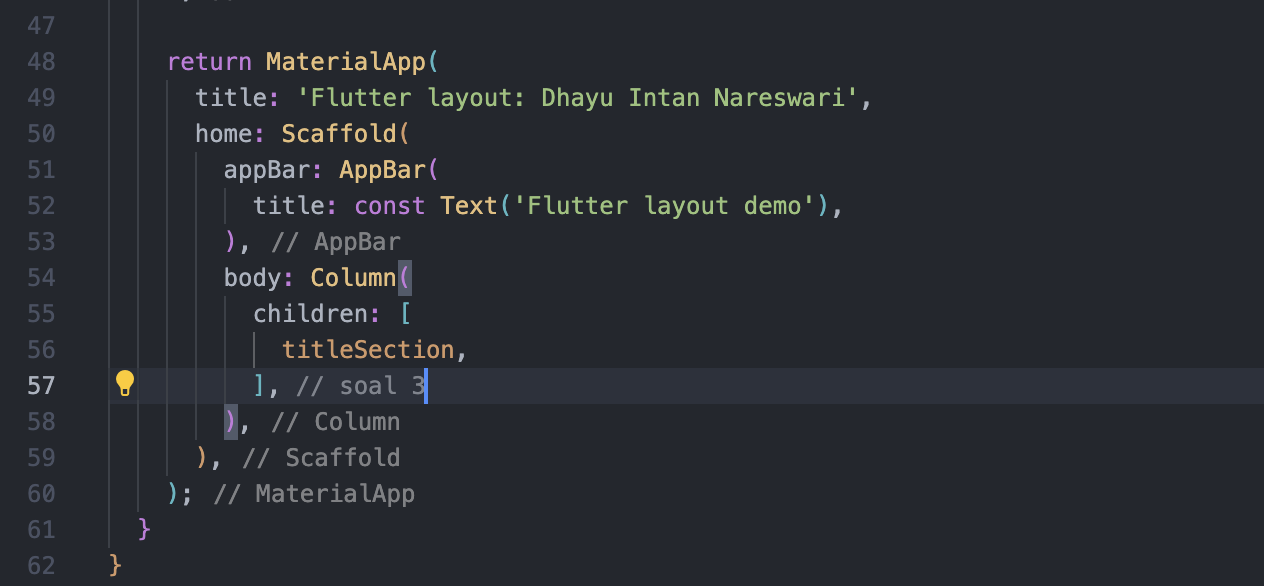 47
48 return MaterialApp(
49 title: 'Flutter layout: Dhayu Intan Nareswari',
50 home: Scaffold(
51 appBar: AppBar(
52 title: const Text('Flutter layout demo'),
53 ), // AppBar
54 body: Column(
55 children: [
56 titleSection,
57 ], // soal 3
58 ), // Column
59 ), // Scaffold
60 ); // MaterialApp
61 }
62 }